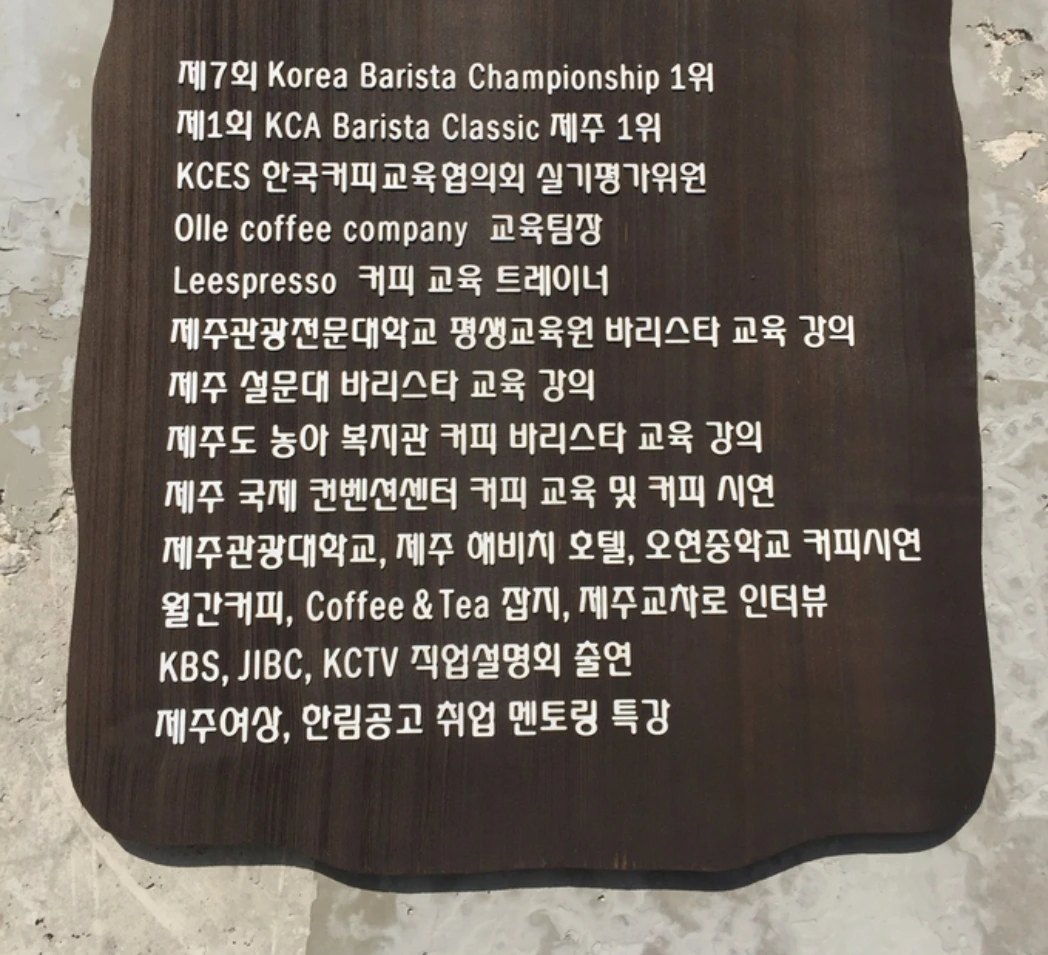 제7회 Korea Barista Championship 1위
제1회 KCA Barista Classic 제주 1위
KCES 한국커피교육협의회 실기평가위원
Olle coffee company 교육팀장
Leespresso 커피 교육 트레이너
제주관광전문대학교 평생교육원 바리스타 교육 강의
제주 설문대 바리스타 교육 강의
제주도 농아 복지관 커피 바리스타 교육 강의
제주 국제 컨벤션센터 커피 교육 및 커피 시연
제주관광대학교, 제주 해비치 호텔, 오현중학교 커피시연
월간커피, Coffee & Tea 잡지, 제주교차로 인터뷰
KBS, JIBC, KCTV 직업설명회 출연
제주여상, 한림공고 취업 멘토링 특강